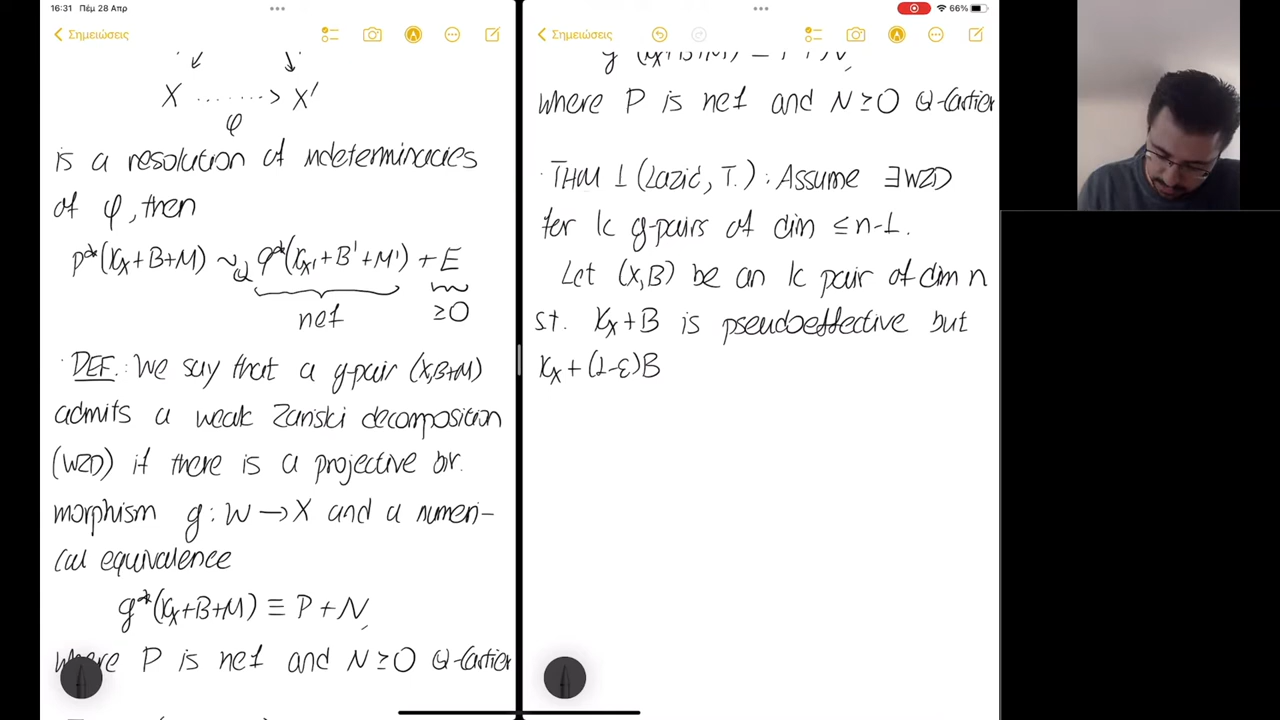 16:31 Πέμ 28 Απρ
Σημειώσεις
X ........> X'
φ
is a resolution of indeterminacies
of φ, then
p*(K_X+B+M) ~_Q q*(K_X'+B'+M') + E
nef
≥0
DEF. We say that a g-pair (X,B+M)
admits a weak Zariski decomposition
(WZD) if there is a projective bir.
morphism g: W → X and a numeri-
cal equivalence
g*(K_X+B+M) ≡ P + N,
where P is nef and N ≥ 0 Q-Cartier
66%
Σημειώσεις
where P is nef and N ≥ 0 Q-Cartier
THM 1 (Lazić, T.): Assume ∃WZD
for lc g-pairs of dim ≤ n-1.
Let (X,B) be an lc pair of dim n
s.t. K_X+B is pseudoeffective but
K_X + (1-ε)B